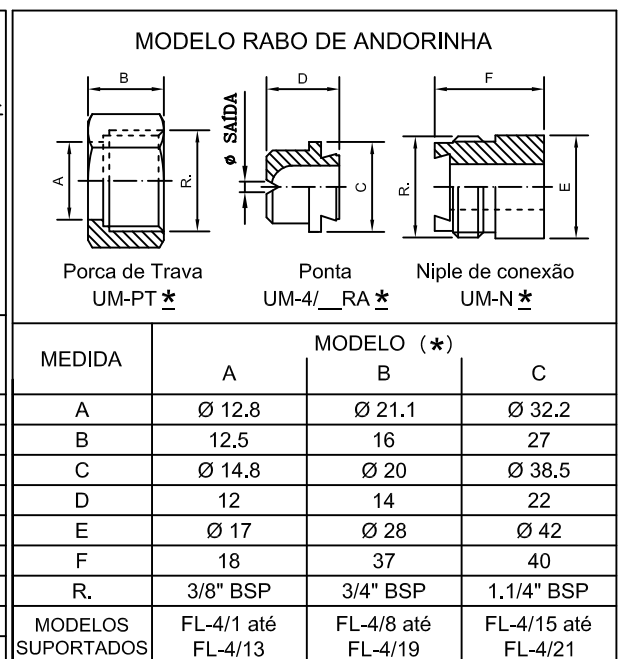 MODELO RABO DE ANDORINHA
B
D
F
A
R.
ø SAÍDA
C
R.
E
Porca de Trava
UM-PT *
Ponta
UM-4/__RA *
Niple de conexão
UM-N *
MEDIDA
MODELO (*)
A B C
A Ø 12.8 Ø 21.1 Ø 32.2
B 12.5 16 27
C Ø 14.8 Ø 20 Ø 38.5
D 12 14 22
E Ø 17 Ø 28 Ø 42
F 18 37 40
R. 3/8" BSP 3/4" BSP 1.1/4" BSP
MODELOS SUPORTADOS
FL-4/1 até FL-4/13
FL-4/8 até FL-4/19
FL-4/15 até FL-4/21